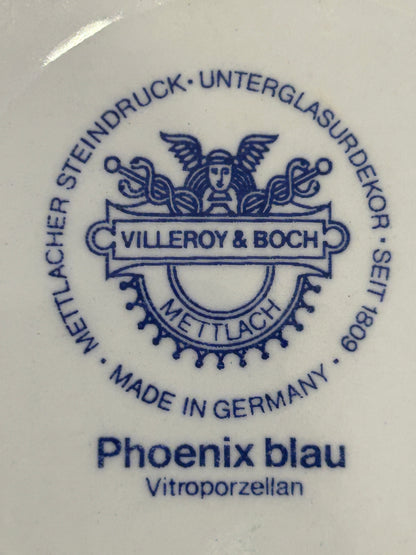 METTLACHER STEINDRUCK · UNTERGLASURDEKOR · SEIT 1809 ·
VILLEROY & BOCH
METTLACH
MADE IN GERMANY ·
Phoenix blau
Vitroporzellan